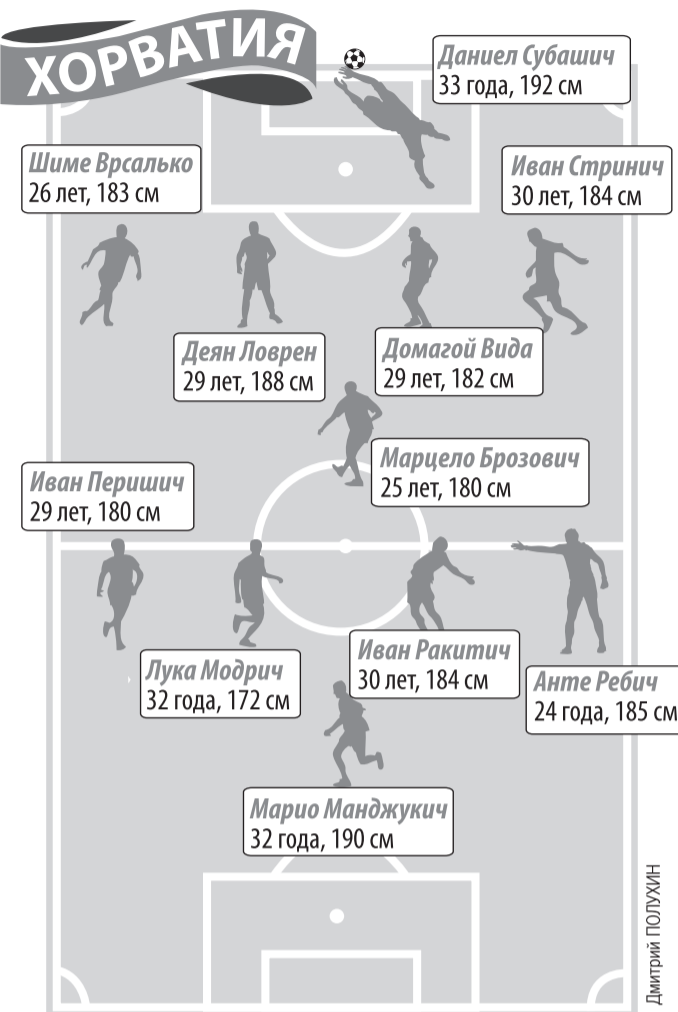 ХОРВАТИЯ
Даниел Субашич
33 года, 192 см
Шиме Врсалько
26 лет, 183 см
Иван Стринич
30 лет, 184 см
Деян Ловрен
29 лет, 188 см
Домагой Вида
29 лет, 182 см
Марцело Брозович
25 лет, 180 см
Иван Перишич
29 лет, 180 см
Лука Модрич
32 года, 172 см
Иван Ракитич
30 лет, 184 см
Анте Ребич
24 года, 185 см
Марио Манджукич
32 года, 190 см
Дмитрий ПОЛУХИН